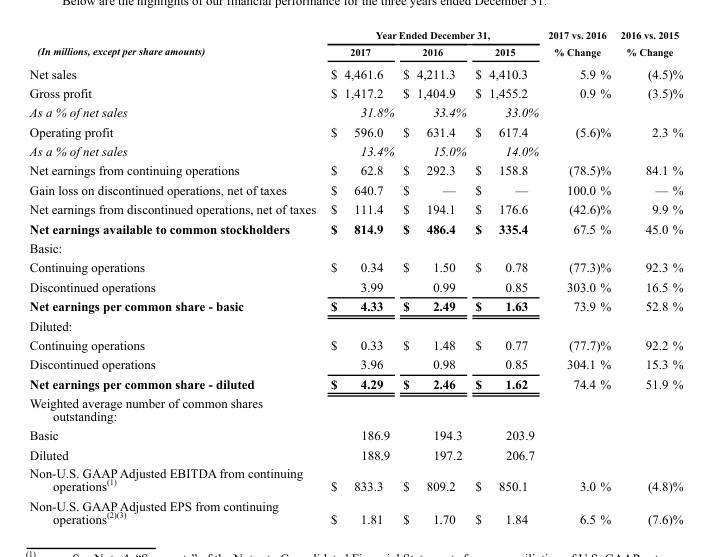 Below are the highlights of our financial performance for the three years ended December 31.
Year Ended December 31, 2017 vs. 2016 2016 vs. 2015
(In millions, except per share amounts) 2017 2016 2015 % Change % Change
Net sales $ 4,461.6 $ 4,211.3 $ 4,410.3 5.9 % (4.5)%
Gross profit $ 1,417.2 $ 1,404.9 $ 1,455.2 0.9 % (3.5)%
As a % of net sales 31.8% 33.4% 33.0%
Operating profit $ 596.0 $ 631.4 $ 617.4 (5.6)% 2.3 %
As a % of net sales 13.4% 15.0% 14.0%
Net earnings from continuing operations $ 62.8 $ 292.3 $ 158.8 (78.5)% 84.1 %
Gain loss on discontinued operations, net of taxes $ 640.7 $ — $ — 100.0 % — %
Net earnings from discontinued operations, net of taxes $ 111.4 $ 194.1 $ 176.6 (42.6)% 9.9 %
Net earnings available to common stockholders $ 814.9 $ 486.4 $ 335.4 67.5 % 45.0 %
Basic:
Continuing operations $ 0.34 $ 1.50 $ 0.78 (77.3)% 92.3 %
Discontinued operations 3.99 0.99 0.85 303.0 % 16.5 %
Net earnings per common share - basic $ 4.33 $ 2.49 $ 1.63 73.9 % 52.8 %
Diluted:
Continuing operations $ 0.33 $ 1.48 $ 0.77 (77.7)% 92.2 %
Discontinued operations 3.96 0.98 0.85 304.1 % 15.3 %
Net earnings per common share - diluted $ 4.29 $ 2.46 $ 1.62 74.4 % 51.9 %
Weighted average number of common shares
outstanding:
Basic 186.9 194.3 203.9
Diluted 188.9 197.2 206.7
Non-U.S. GAAP Adjusted EBITDA from continuing
operations(1) $ 833.3 $ 809.2 $ 850.1 3.0 % (4.8)%
Non-U.S. GAAP Adjusted EPS from continuing
operations(2)(3) $ 1.81 $ 1.70 $ 1.84 6.5 % (7.6)%
(1)